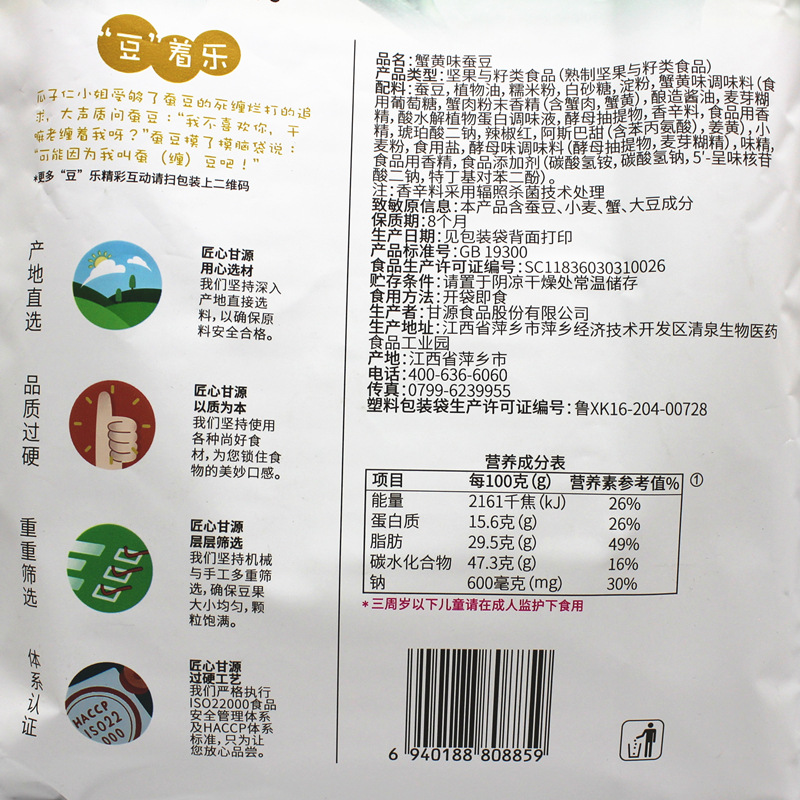 “豆”着乐
瓜子仁小姐受够了蚕豆的死缠烂打的追
求，大声质问蚕豆：“我不喜欢你，干
嘛老缠着我呀？”蚕豆摸了摸脑袋说：
“可能因为我叫蚕（缠）豆吧！”
*更多“豆”乐精彩互动请扫包装上二维码
产地直选
匠心甘源
用心选材
我们坚持深入
产地直接选
料，以确保原
料安全合格。
品质过硬
匠心甘源
以质为本
我们坚持使用
各种尚好食
材，为您锁住食
物的美妙口感。
重重筛选
匠心甘源
层层筛选
我们坚持机械
与手工多重筛
选，确保豆果
大小均匀，颗
粒饱满。
体系认证
HACCP
ISO22
000
匠心甘源
过硬工艺
我们严格执行
ISO22000食品
安全管理体系
及HACCP体系
标准，只为让
您放心品尝。
品名：蟹黄味蚕豆
产品类型：坚果与籽类食品（熟制坚果与籽类食品）
配料：蚕豆，植物油，糯米粉，白砂糖，淀粉，蟹黄味调味料（食
用葡萄糖，蟹肉粉末香精（含蟹肉，蟹黄），酿造酱油，麦芽糊
精，酸水解植物蛋白调味液，酵母抽提物，香辛料，食品用香
精，琥珀酸二钠，辣椒红，阿斯巴甜（含苯丙氨酸），姜黄），小
麦粉，食用盐，酵母味调味料（酵母抽提物，麦芽糊精），味精，
食品用香精，食品添加剂（碳酸氢铵，碳酸氢钠，5'-呈味核苷
酸二钠，特丁基对苯二酚）。
注：香辛料采用辐照杀菌技术处理
致敏原信息：本产品含蚕豆、小麦、蟹、大豆成分
保质期：8个月
生产日期：见包装袋背面打印
产品标准号：GB 19300
食品生产许可证编号：SC11836030310026
贮存条件：请置于阴凉干燥处常温储存
食用方法：开袋即食
生产者：甘源食品股份有限公司
生产地址：江西省萍乡市萍乡经济技术开发区清泉生物医药
食品工业园
产地：江西省萍乡市
电话：400-636-6060
传真：0799-6239955
塑料包装袋生产许可证编号：鲁XK16-204-00728
营养成分表
项目 每100克(g) 营养素参考值% ①
能量 2161千焦(kJ) 26%
蛋白质 15.6克(g) 26%
脂肪 29.5克(g) 49%
碳水化合物 47.3克(g) 16%
钠 600毫克(mg) 30%
*三周岁以下儿童请在成人监护下食用
6 940188 808859